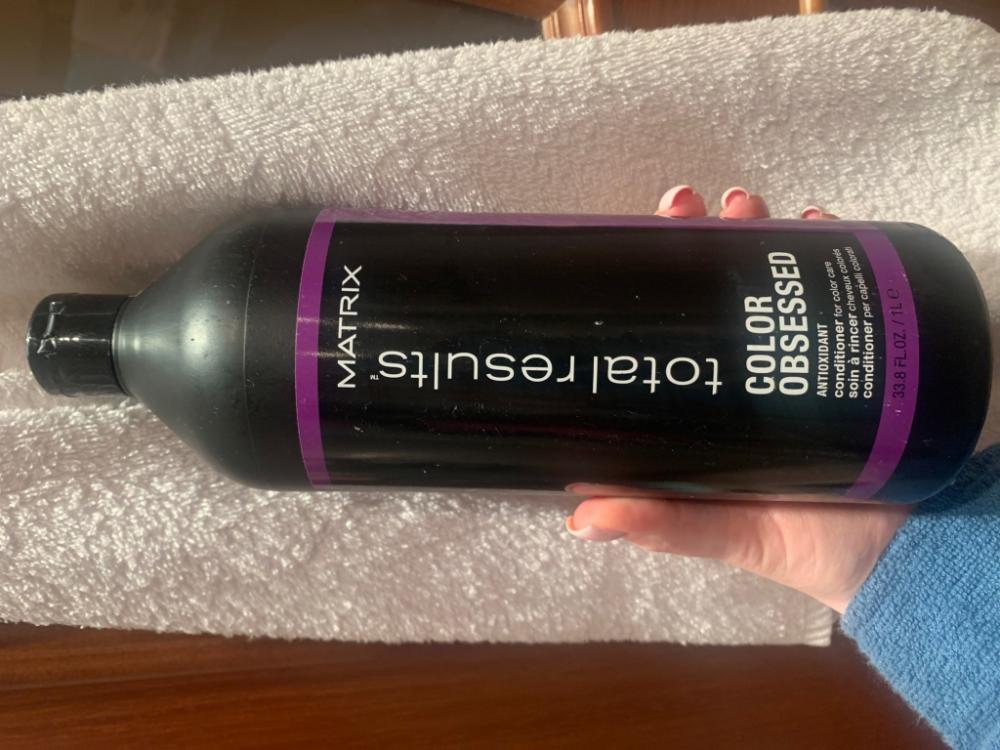 MATRIX
total results™
COLOR
OBSESSED
ANTIOXIDANT
conditioner for color care
soin à rincer cheveux colorés
conditioner per capelli colorati
33.8 FL.OZ. / 1L e